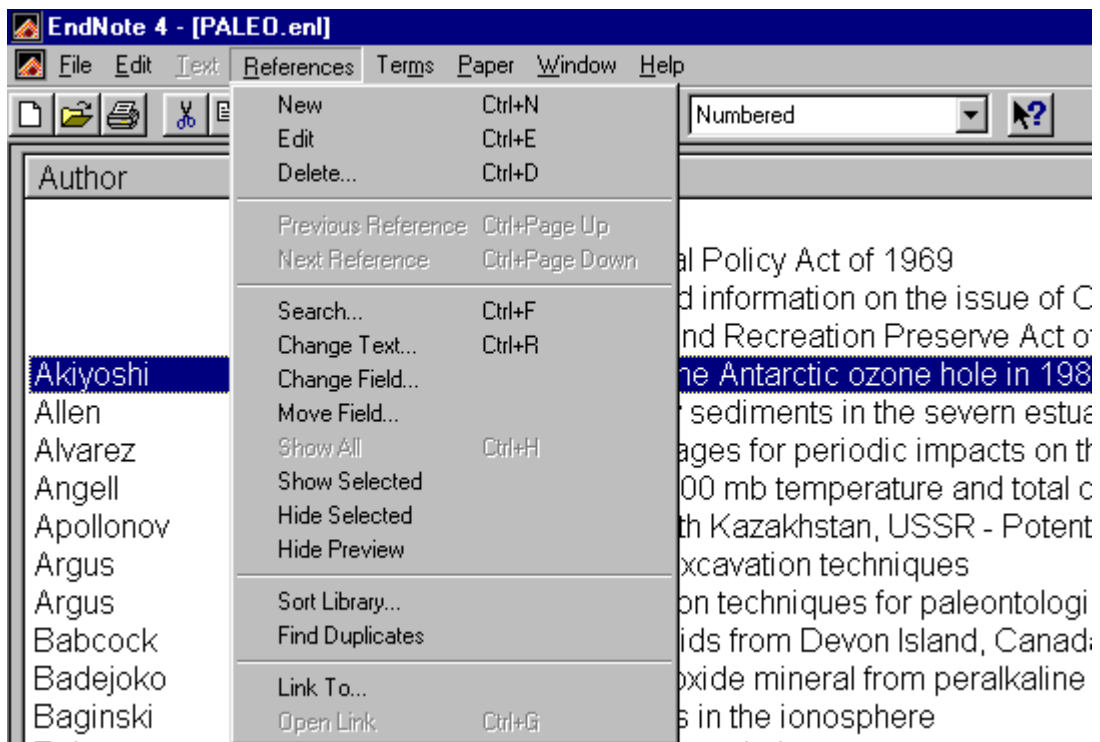 EndNote 4 - [PALEO.enl]
File Edit Text References Terms Paper Window Help
Numbered
Author
New Ctrl+N
Edit Ctrl+E
Delete... Ctrl+D
Previous Reference Ctrl+Page Up
Next Reference Ctrl+Page Down
Search... Ctrl+F
Change Text... Ctrl+R
Change Field...
Move Field...
Show All Ctrl+H
Show Selected
Hide Selected
Hide Preview
Sort Library...
Find Duplicates
Link To...
Open Link Ctrl+G
al Policy Act of 1969
d information on the issue of C
nd Recreation Preserve Act o
Akiyoshi he Antarctic ozone hole in 198
Allen sediments in the severn estua
Alvarez ages for periodic impacts on th
Angell 00 mb temperature and total c
Apollonov th Kazakhstan, USSR - Potent
Argus xcavation techniques
Argus on techniques for paleontologi
Babcock ids from Devon Island, Canad
Badejoko oxide mineral from peralkaline
Baginski s in the ionosphere